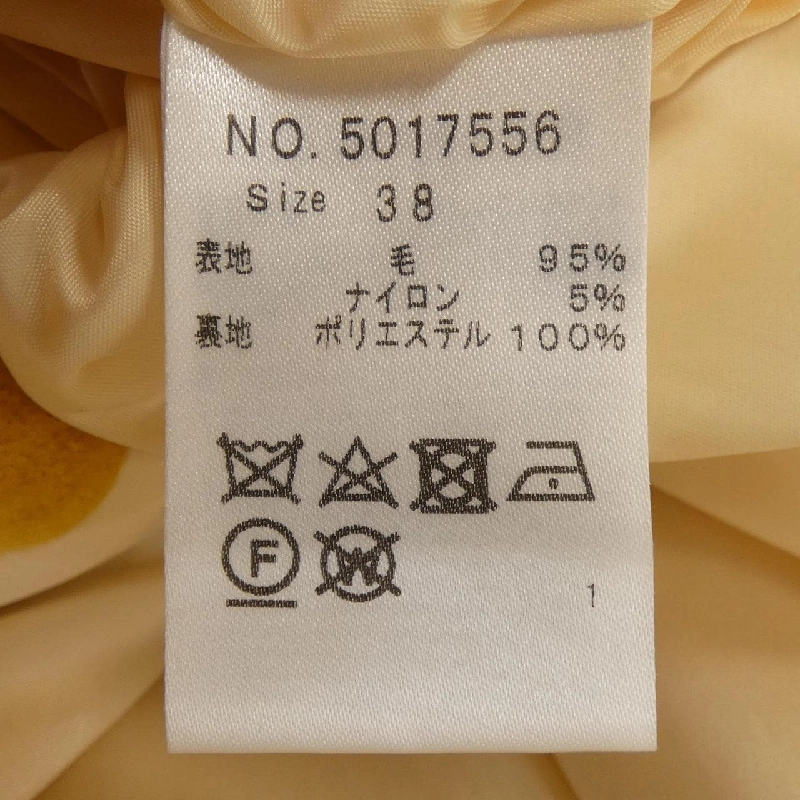 NO. 5017556
Size 38
表地 毛 95%
ナイロン 5%
裏地 ポリエステル 100%
F W
1